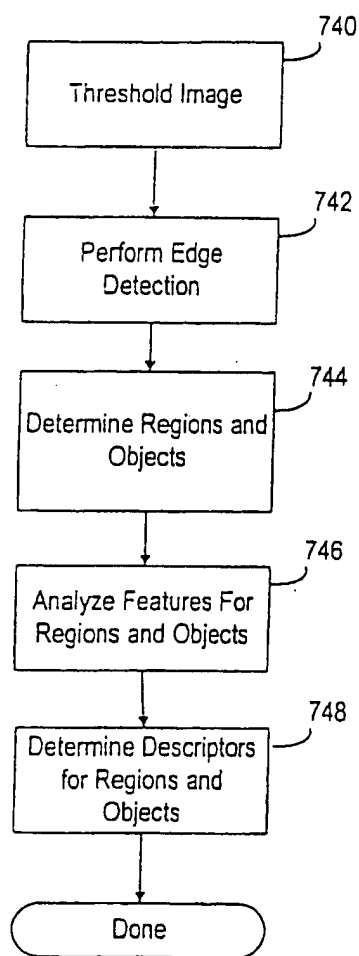 740
Threshold Image
742
Perform Edge
Detection
744
Determine Regions and
Objects
746
Analyze Features For
Regions and Objects
748
Determine Descriptors
for Regions and
Objects
Done